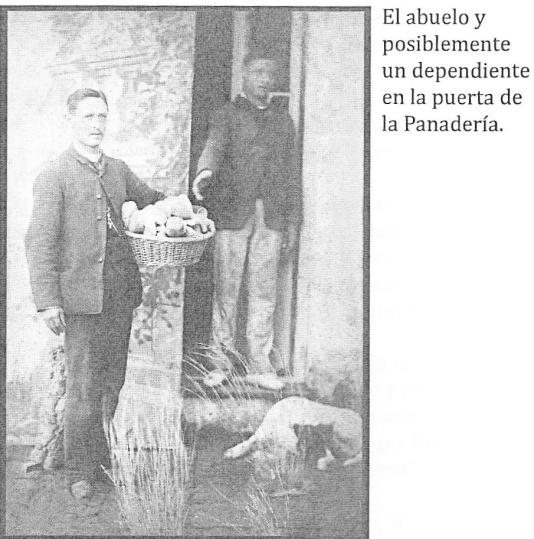 El abuelo y
posiblemente
un dependiente
en la puerta de
la Panadería.